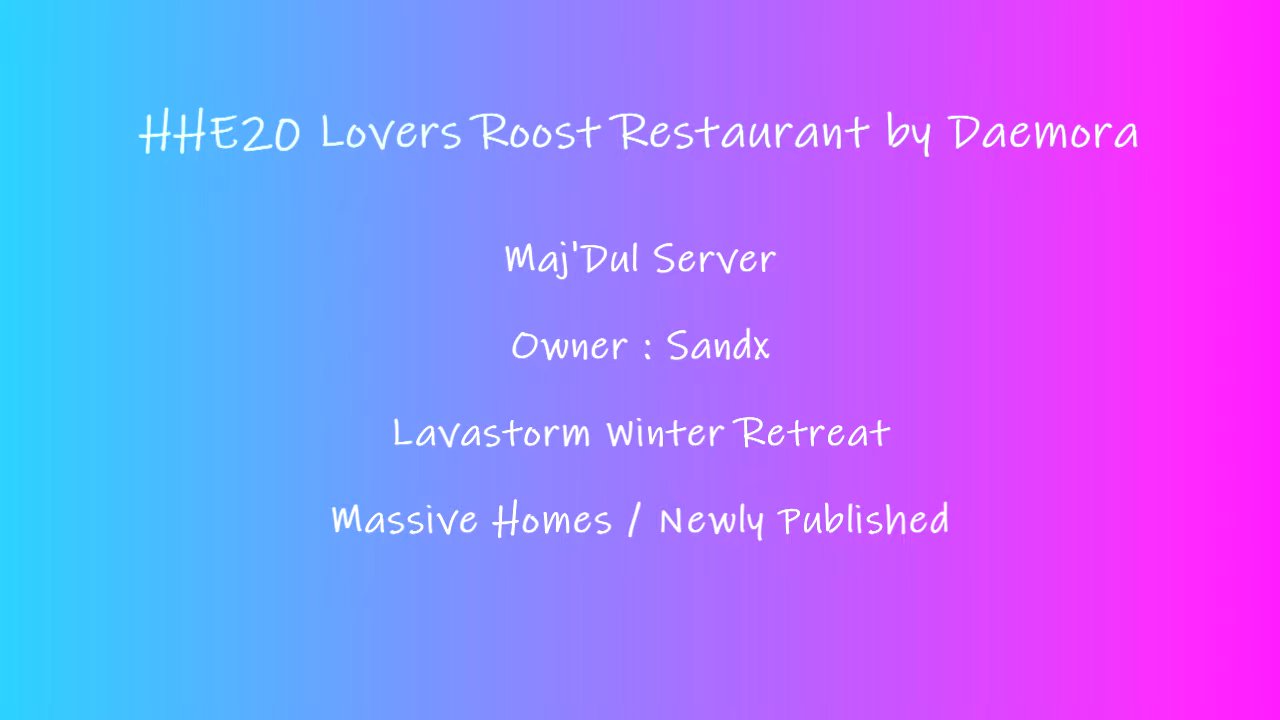 HHE20 Lovers Roost Restaurant by Daemora
Maj'Dul Server
Owner : Sandx
Lavastorm Winter Retreat
Massive Homes / Newly Published